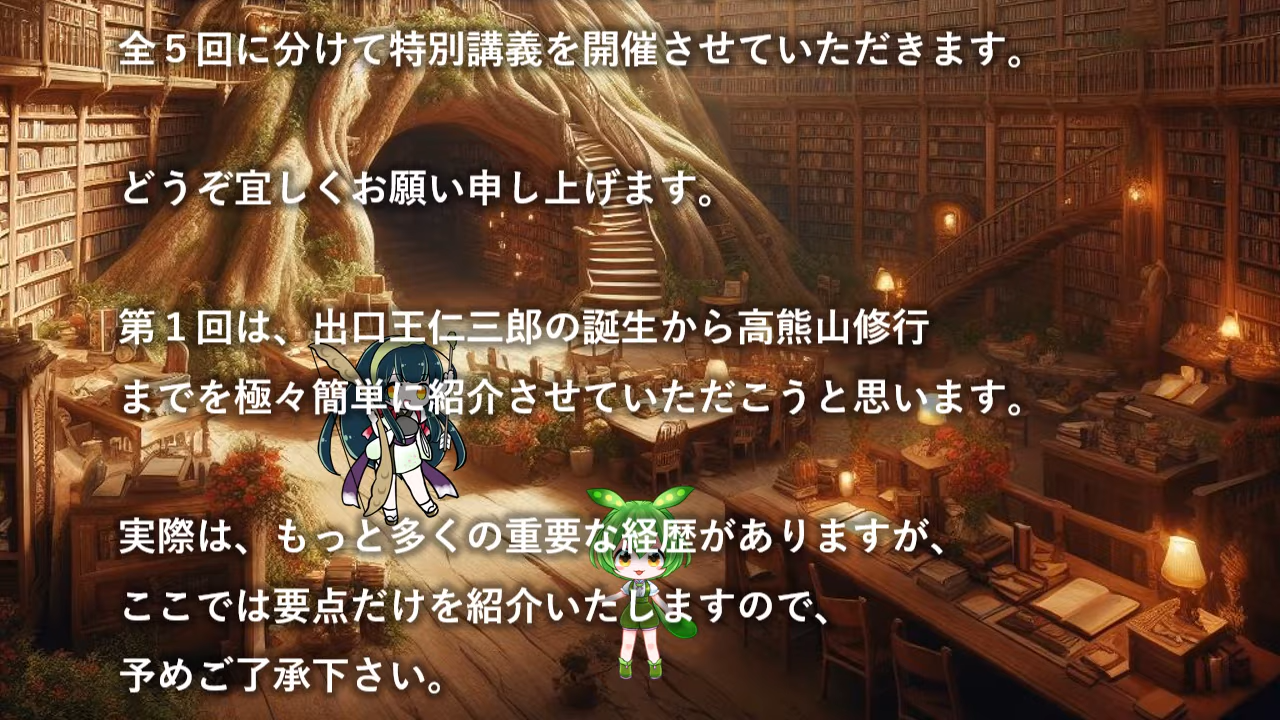 全５回に分けて特別講義を開催させていただきます。
どうぞ宜しくお願い申し上げます。
第１回は、出口王仁三郎の誕生から高熊山修行
までを極々簡単に紹介させていただこうと思います。
実際は、もっと多くの重要な経歴がありますが、
ここでは要点だけを紹介いたしますので、
予めご了承下さい。